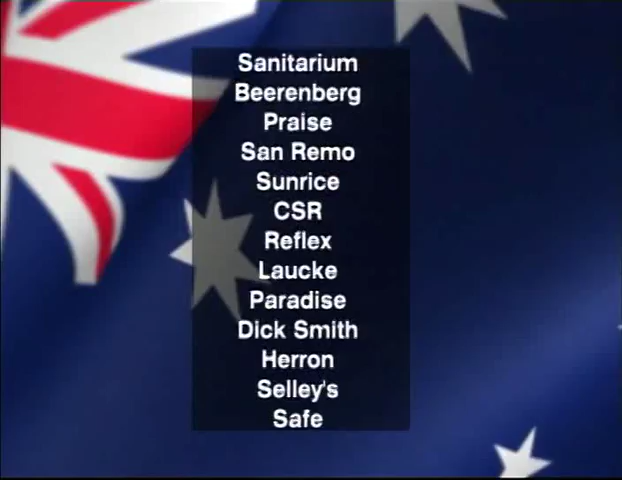 Sanitarium
Beerenberg
Praise
San Remo
Sunrice
CSR
Reflex
Laucke
Paradise
Dick Smith
Herron
Selley's
Safe